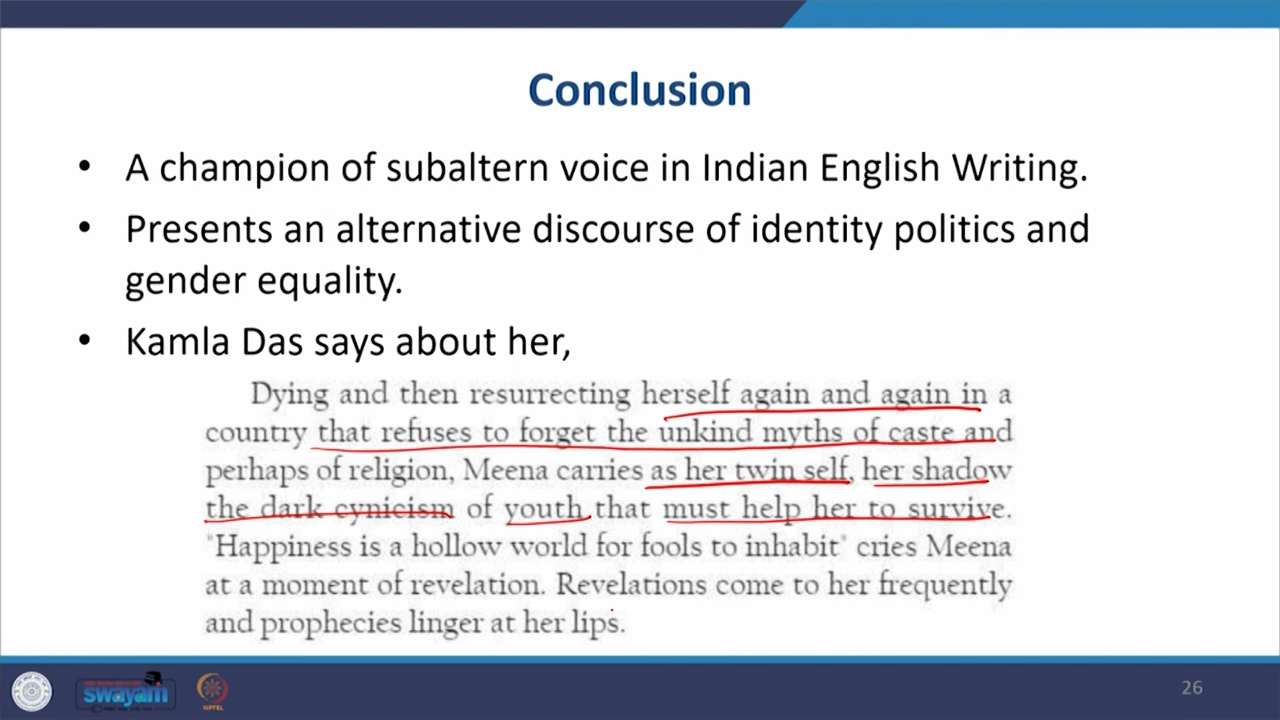 Conclusion
• A champion of subaltern voice in Indian English Writing.
• Presents an alternative discourse of identity politics and
gender equality.
• Kamla Das says about her,
Dying and then resurrecting herself again and again in a
country that refuses to forget the unkind myths of caste and
perhaps of religion, Meena carries as her twin self, her shadow
the dark cynicism of youth that must help her to survive.
"Happiness is a hollow world for fools to inhabit" cries Meena
at a moment of revelation. Revelations come to her frequently
and prophecies linger at her lips.
swayam
NPTEL
26